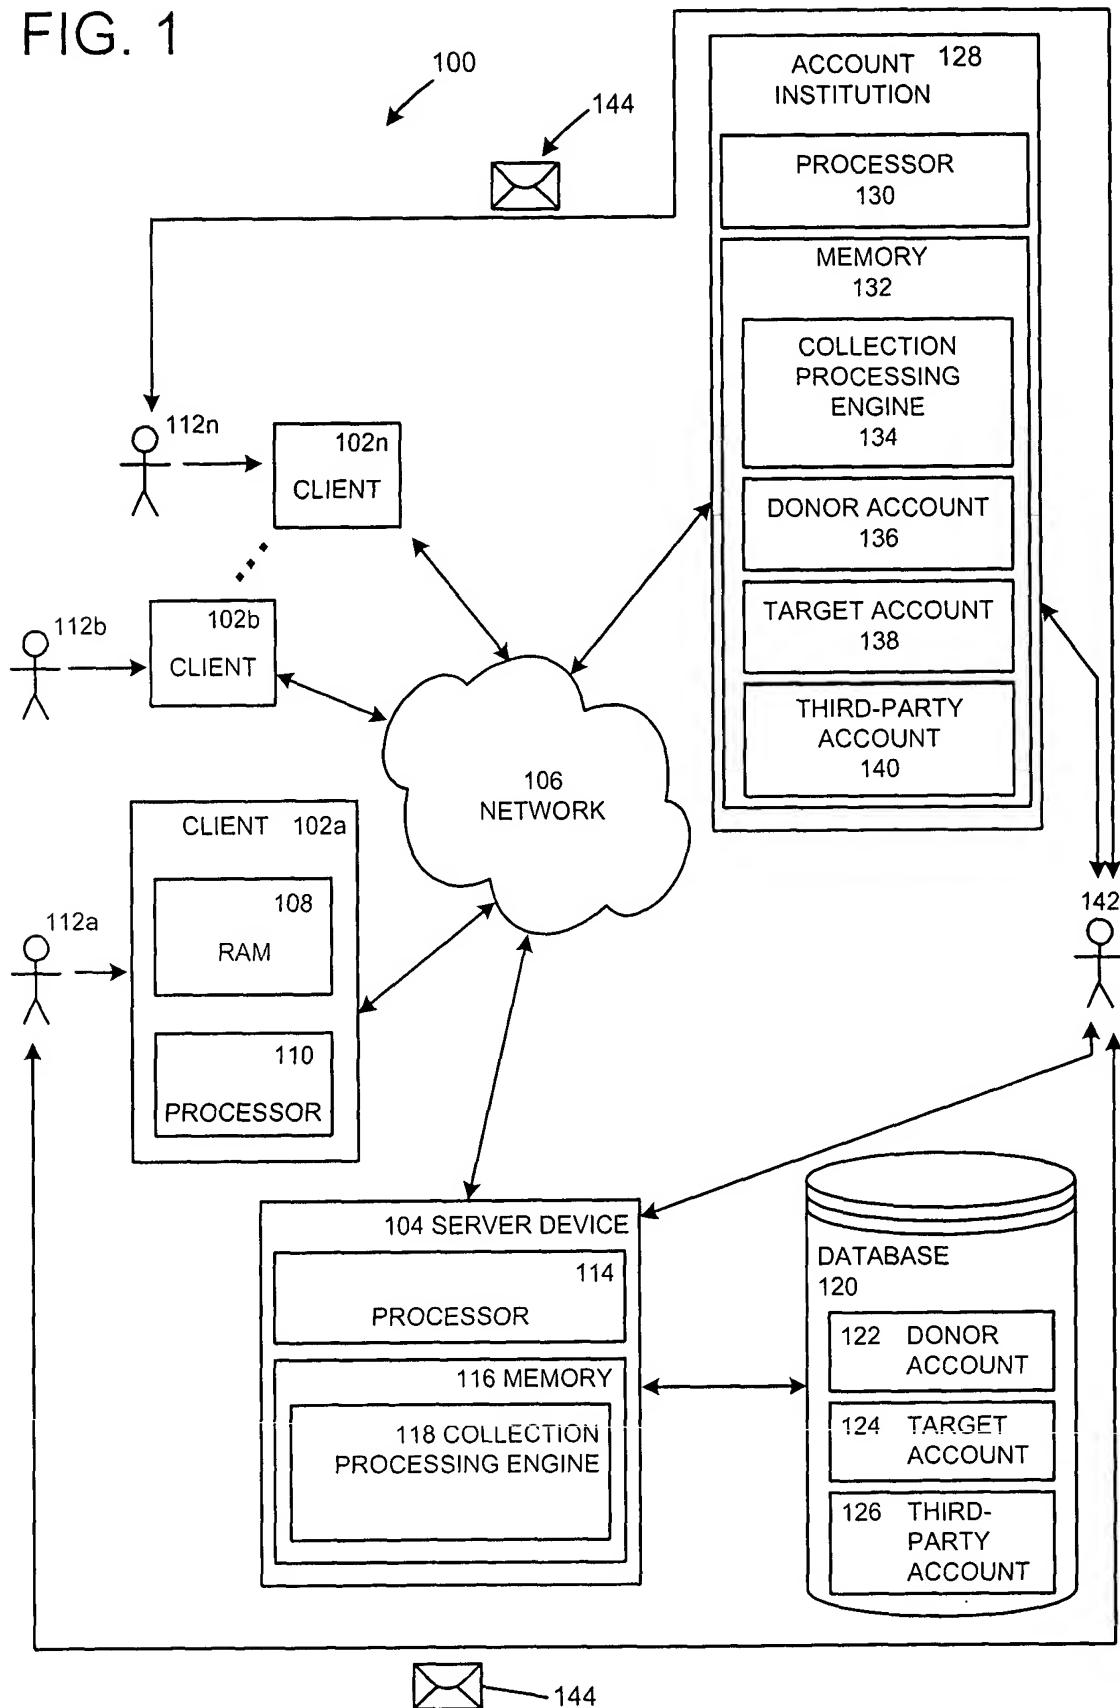 FIG. 1
100
144
ACCOUNT 128
INSTITUTION
PROCESSOR
130
MEMORY
132
COLLECTION
PROCESSING
ENGINE
134
DONOR ACCOUNT
136
TARGET ACCOUNT
138
THIRD-PARTY
ACCOUNT
140
112n
102n
CLIENT
112b
102b
CLIENT
106
NETWORK
CLIENT 102a
108
RAM
110
PROCESSOR
112a
142
104 SERVER DEVICE
114
PROCESSOR
116 MEMORY
118 COLLECTION
PROCESSING ENGINE
DATABASE
120
122 DONOR
ACCOUNT
124 TARGET
ACCOUNT
126 THIRD-
PARTY
ACCOUNT
144